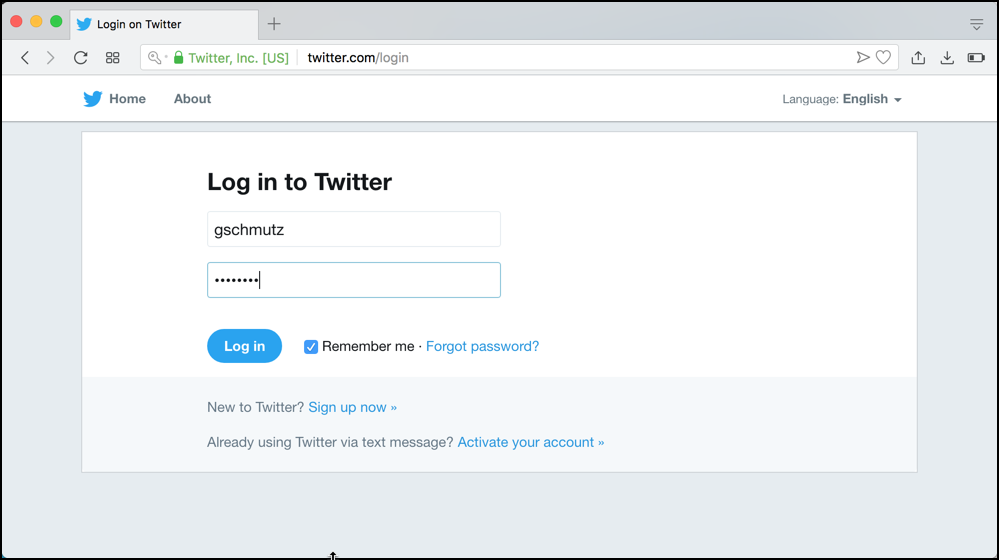 Login on Twitter
Twitter, Inc. [US] twitter.com/login
Home About Language: English
Log in to Twitter
gschmutz
••••••••
Log in Remember me · Forgot password?
New to Twitter? Sign up now »
Already using Twitter via text message? Activate your account »